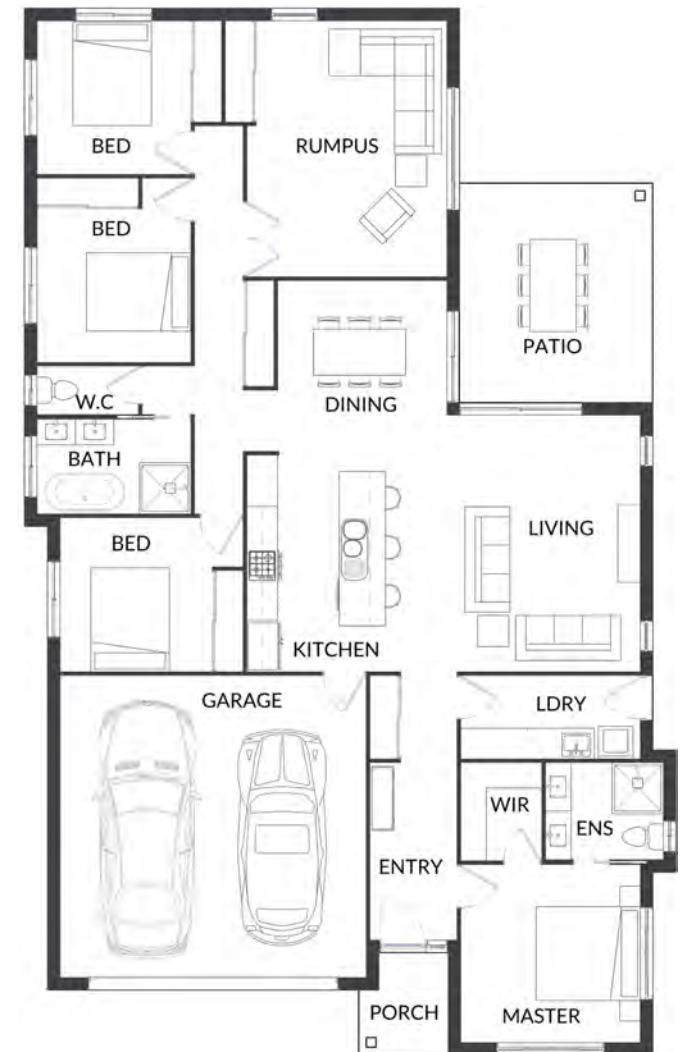 BED
RUMPUS
BED
PATIO
W.C
DINING
BATH
LIVING
BED
KITCHEN
GARAGE
LDRY
WIR
ENS
ENTRY
PORCH
MASTER